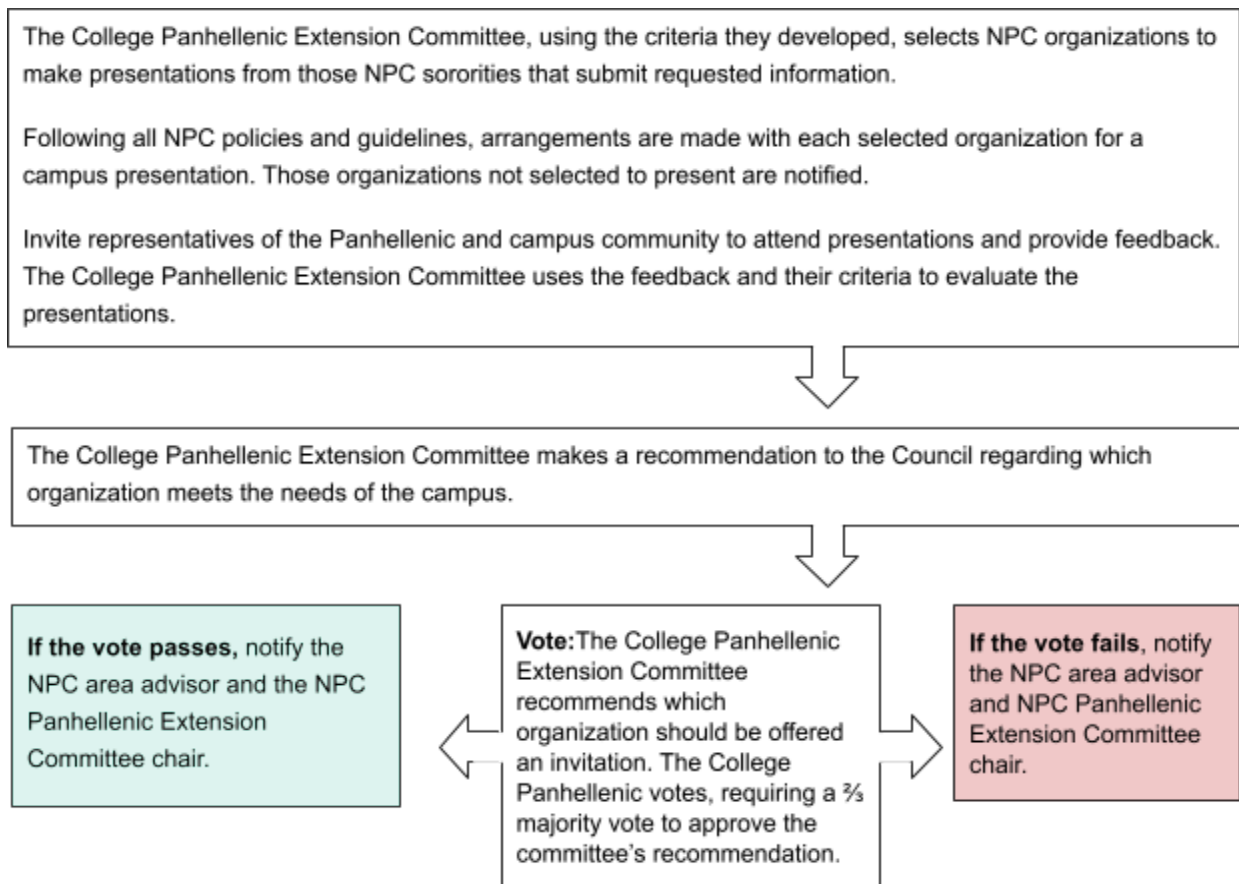 The College Panhellenic Extension Committee, using the criteria they developed, selects NPC organizations to
make presentations from those NPC sororities that submit requested information.
Following all NPC policies and guidelines, arrangements are made with each selected organization for a
campus presentation. Those organizations not selected to present are notified.
Invite representatives of the Panhellenic and campus community to attend presentations and provide feedback.
The College Panhellenic Extension Committee uses the feedback and their criteria to evaluate the
presentations.
The College Panhellenic Extension Committee makes a recommendation to the Council regarding which
organization meets the needs of the campus.
If the vote passes, notify the
NPC area advisor and the NPC
Panhellenic Extension
Committee chair.
Vote:The College Panhellenic
Extension Committee
recommends which
organization should be offered
an invitation. The College
Panhellenic votes, requiring a ⅔
majority vote to approve the
committee’s recommendation.
If the vote fails, notify
the NPC area advisor
and NPC Panhellenic
Extension Committee
chair.